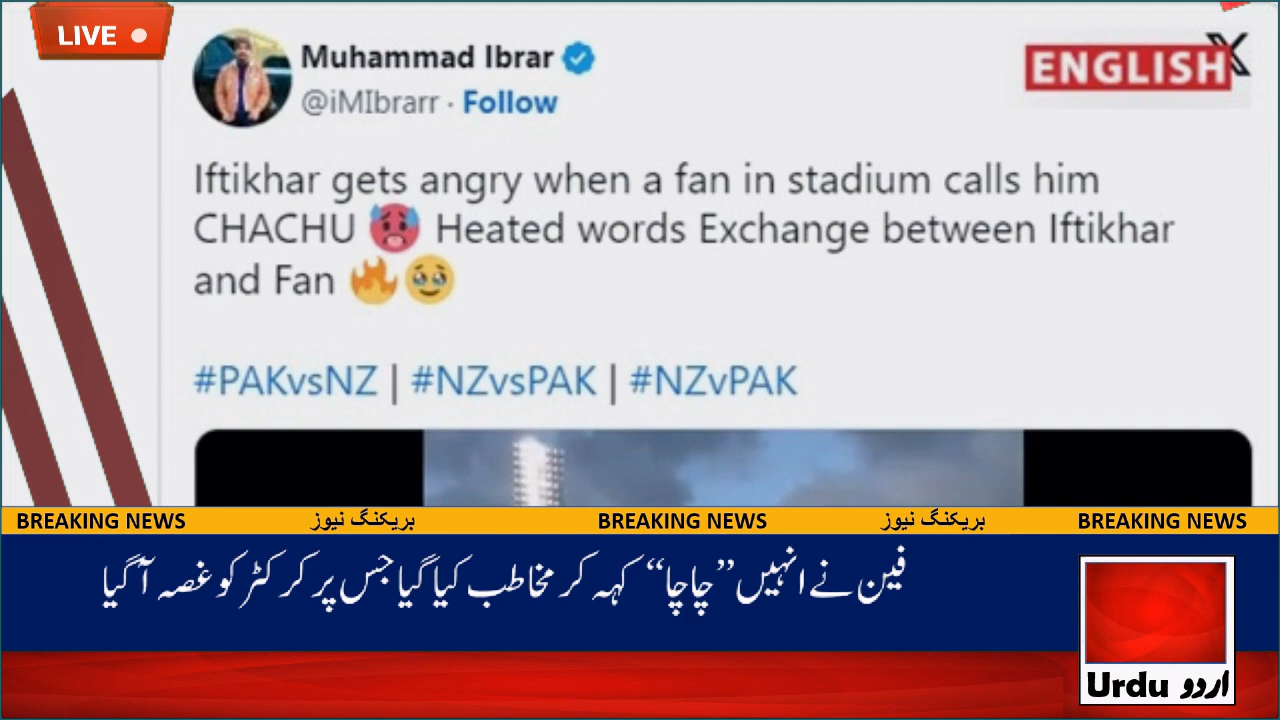 LIVE
Muhammad Ibrar
@iMIbrarr · Follow
ENGLISH X
Iftikhar gets angry when a fan in stadium calls him
CHACHU 🥵 Heated words Exchange between Iftikhar
and Fan 🔥🥹
#PAKvsNZ | #NZvsPAK | #NZvPAK
BREAKING NEWS بریکنگ نیوز BREAKING NEWS بریکنگ نیوز BREAKING NEWS
فین نے انہیں ”چاچا“ کہہ کر مخاطب کیا گیا جس پر کرکٹر کو غصہ آگیا
Urdu اردو